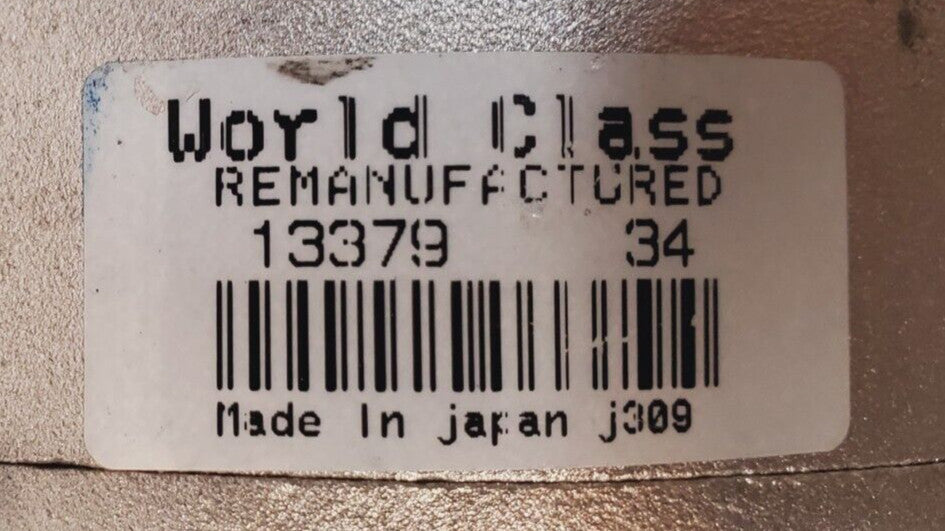 World Class
REMANUFACTURED
13379 34
Made In japan j309